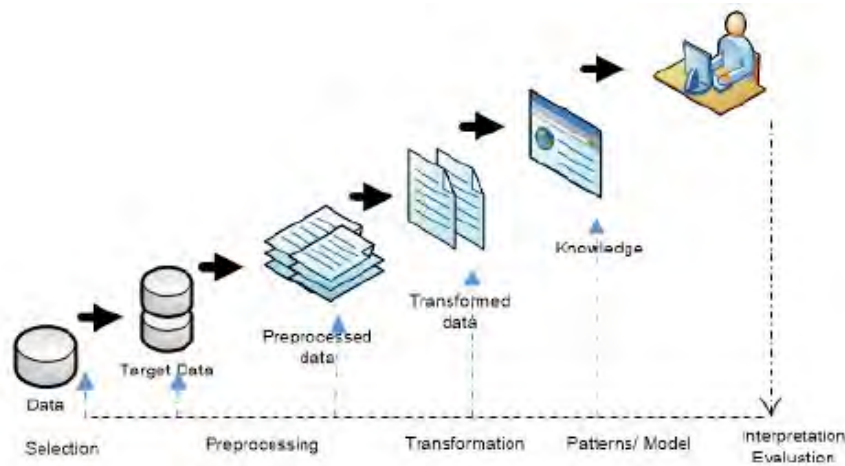 Knowledge
Transformed
data
Preprocessed
data
Target Data
Data
Selection
Preprocessing
Transformation
Patterns/ Model
Interpretation
Evaluation